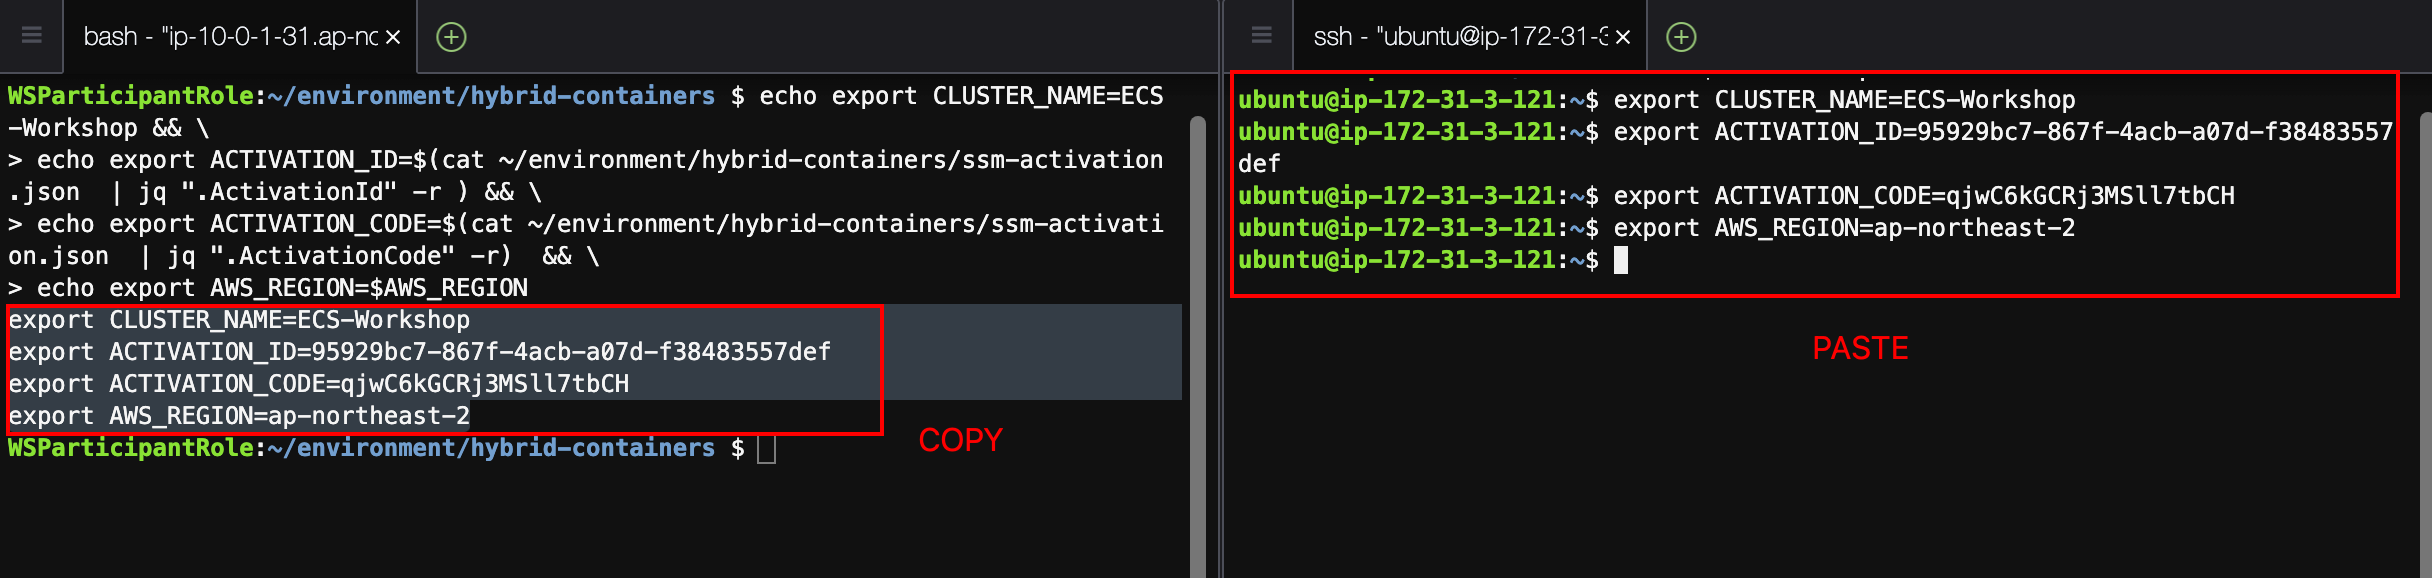 bash - "ip-10-0-1-31.ap-nc
WSParticipantRole:~/environment/hybrid-containers $ echo export CLUSTER_NAME=ECS
-Workshop && \
> echo export ACTIVATION_ID=$(cat ~/environment/hybrid-containers/ssm-activation
.json  | jq ".ActivationId" -r ) && \
> echo export ACTIVATION_CODE=$(cat ~/environment/hybrid-containers/ssm-activati
on.json  | jq ".ActivationCode" -r)  && \
> echo export AWS_REGION=$AWS_REGION
export CLUSTER_NAME=ECS-Workshop
export ACTIVATION_ID=95929bc7-867f-4acb-a07d-f38483557def
export ACTIVATION_CODE=qjwC6kGCRj3MSll7tbCH
export AWS_REGION=ap-northeast-2
WSParticipantRole:~/environment/hybrid-containers $
COPY
ssh - "ubuntu@ip-172-31-3
ubuntu@ip-172-31-3-121:~$ export CLUSTER_NAME=ECS-Workshop
ubuntu@ip-172-31-3-121:~$ export ACTIVATION_ID=95929bc7-867f-4acb-a07d-f38483557
def
ubuntu@ip-172-31-3-121:~$ export ACTIVATION_CODE=qjwC6kGCRj3MSll7tbCH
ubuntu@ip-172-31-3-121:~$ export AWS_REGION=ap-northeast-2
ubuntu@ip-172-31-3-121:~$
PASTE